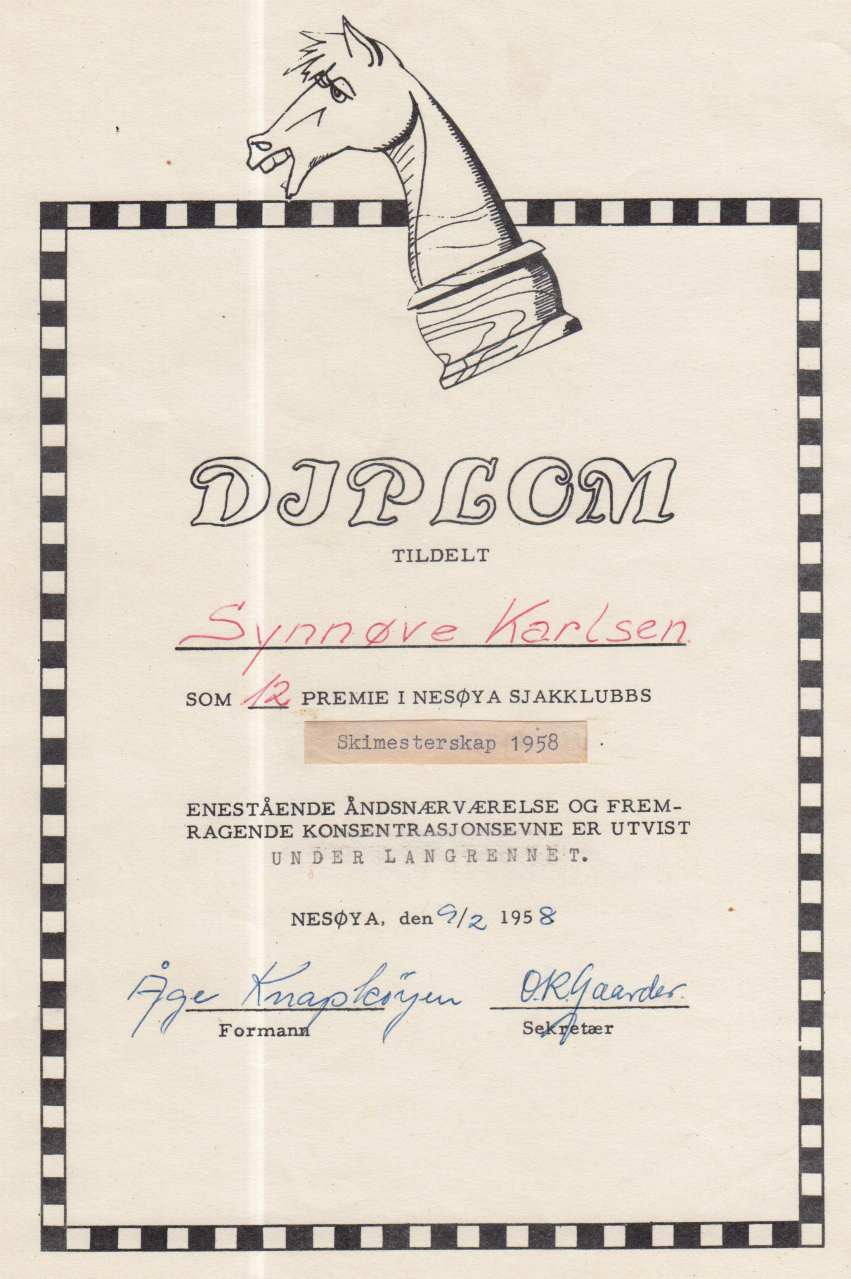 DIPLOM
TILDELT
Synnøve Karlsen
SOM 12 PREMIE I NESØYA SJAKKLUBBS
Skimesterskap 1958
ENESTÅENDE ÅNDSNÆRVÆRELSE OG FREM-
RAGENDE KONSENTRASJONSEVNE ER UTVIST
UNDER LANGRENNET.
NESØYA, den 9/2 1958
Åge Knapskøyen O.K.Gaarder.
Formann Sekretær